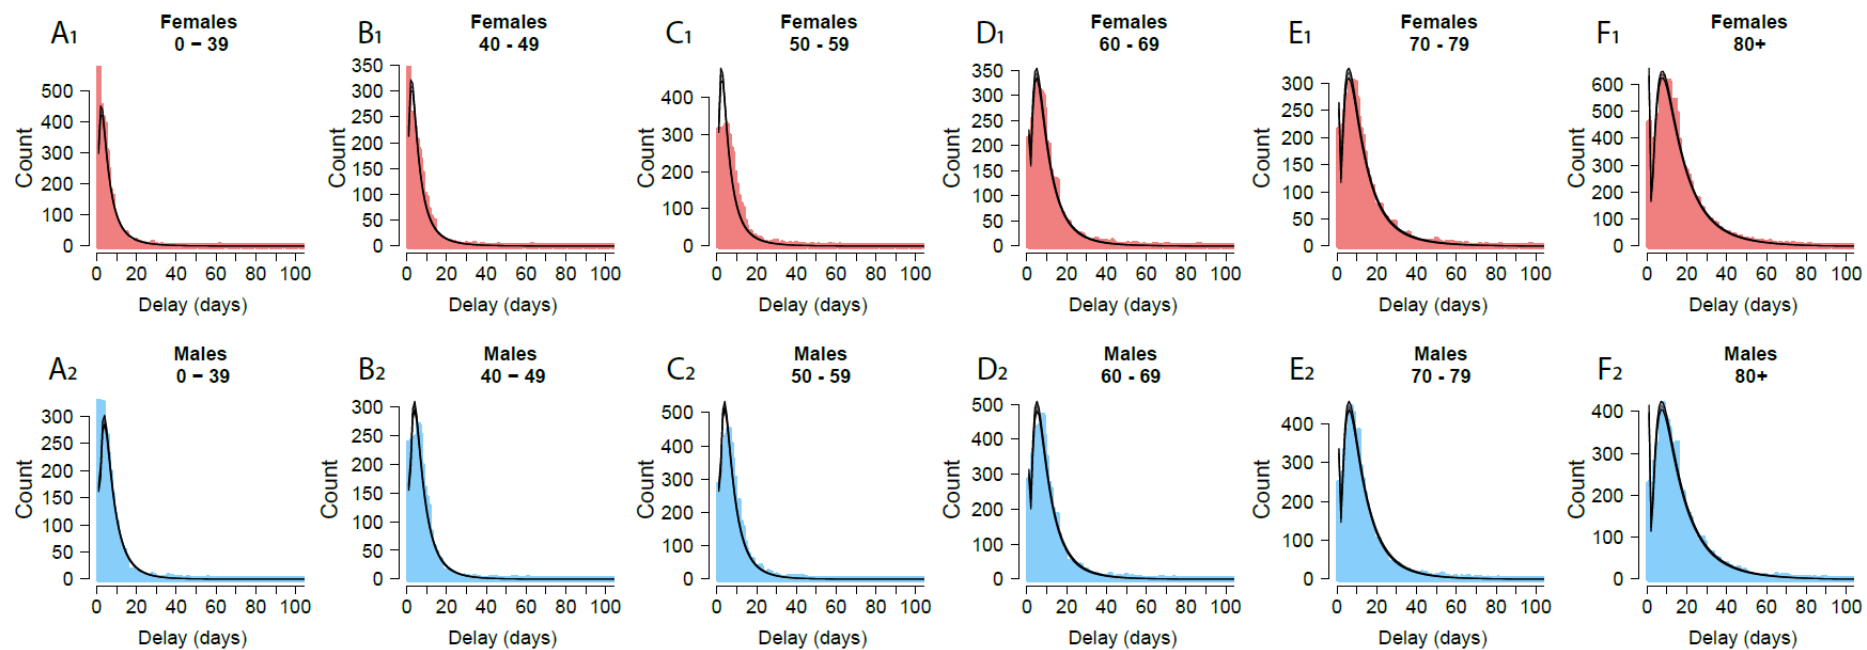 A1 Females 0 – 39
Count
500
400
300
200
100
0
0 20 40 60 80 100
Delay (days)
B1 Females 40 - 49
Count
350
300
250
200
150
100
50
0
0 20 40 60 80 100
Delay (days)
C1 Females 50 - 59
Count
400
300
200
100
0
0 20 40 60 80 100
Delay (days)
D1 Females 60 - 69
Count
350
300
250
200
150
100
50
0
0 20 40 60 80 100
Delay (days)
E1 Females 70 - 79
Count
300
250
200
150
100
50
0
0 20 40 60 80 100
Delay (days)
F1 Females 80+
Count
600
500
400
300
200
100
0
0 20 40 60 80 100
Delay (days)
A2 Males 0 – 39
Count
300
250
200
150
100
50
0
0 20 40 60 80 100
Delay (days)
B2 Males 40 – 49
Count
300
250
200
150
100
50
0
0 20 40 60 80 100
Delay (days)
C2 Males 50 - 59
Count
500
400
300
200
100
0
0 20 40 60 80 100
Delay (days)
D2 Males 60 - 69
Count
500
400
300
200
100
0
0 20 40 60 80 100
Delay (days)
E2 Males 70 - 79
Count
400
300
200
100
0
0 20 40 60 80 100
Delay (days)
F2 Males 80+
Count
400
300
200
100
0
0 20 40 60 80 100
Delay (days)